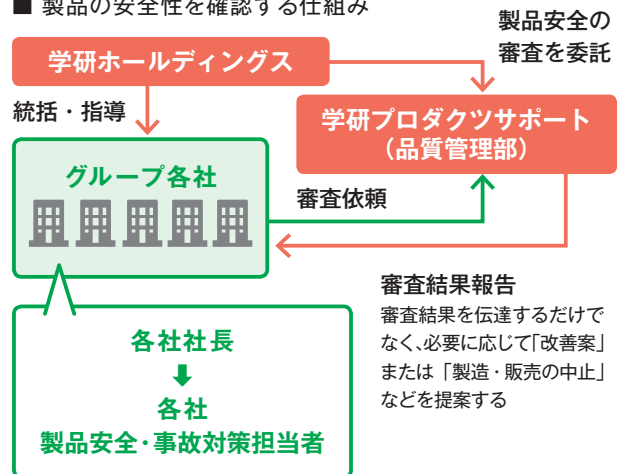 ■ 製品の安全性を確認する仕組み
製品安全の
審査を委託
学研ホールディングス
統括・指導
学研プロダクツサポート
（品質管理部）
グループ各社
審査依頼
審査結果報告
審査結果を伝達するだけで
なく、必要に応じて「改善案」
または「製造・販売の中止」
などを提案する
各社社長
各社
製品安全・事故対策担当者